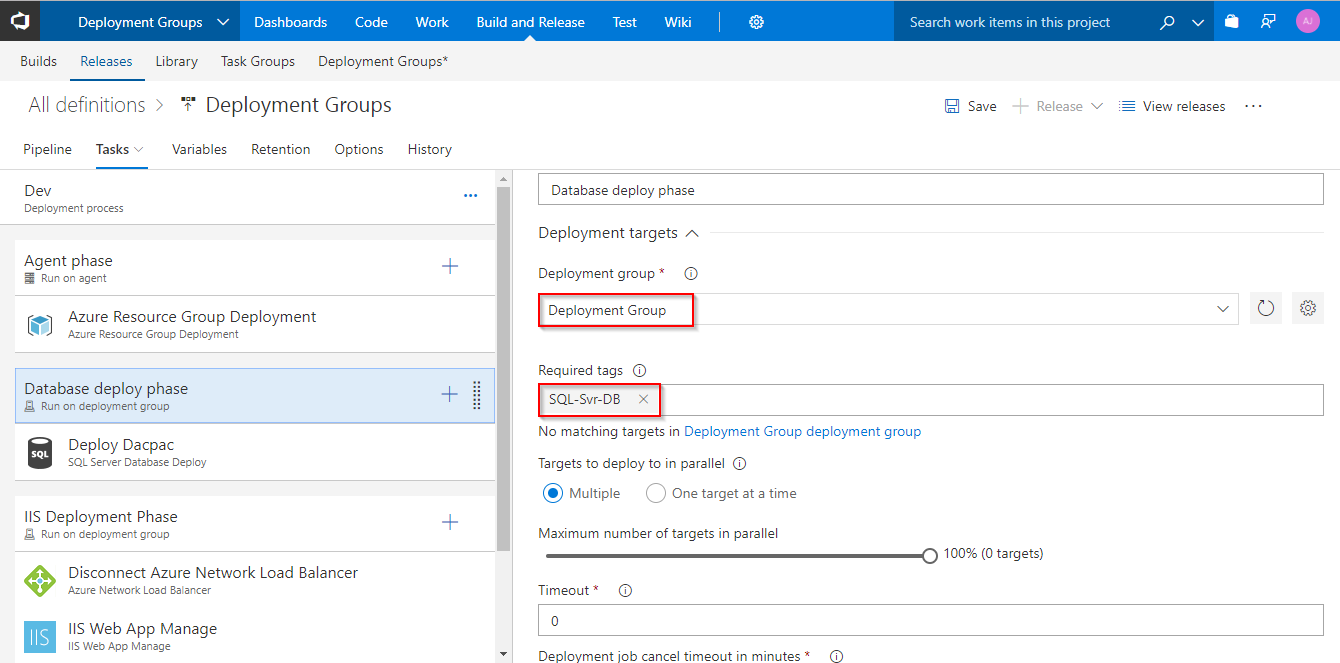 Deployment Groups Dashboards Code Work Build and Release Test Wiki Search work items in this project AJ
Builds Releases Library Task Groups Deployment Groups*
All definitions > Deployment Groups Save Release View releases ...
Pipeline Tasks Variables Retention Options History
Dev
Deployment process
Agent phase
Run on agent
Azure Resource Group Deployment
Azure Resource Group Deployment
Database deploy phase
Run on deployment group
SQL
Deploy Dacpac
SQL Server Database Deploy
IIS Deployment Phase
Run on deployment group
Disconnect Azure Network Load Balancer
Azure Network Load Balancer
IIS
IIS Web App Manage
IIS Web App Manage
Database deploy phase
Deployment targets
Deployment group *
Deployment Group
Required tags
SQL-Svr-DB
No matching targets in Deployment Group deployment group
Targets to deploy to in parallel
Multiple One target at a time
Maximum number of targets in parallel
100% (0 targets)
Timeout *
0
Deployment job cancel timeout in minutes *